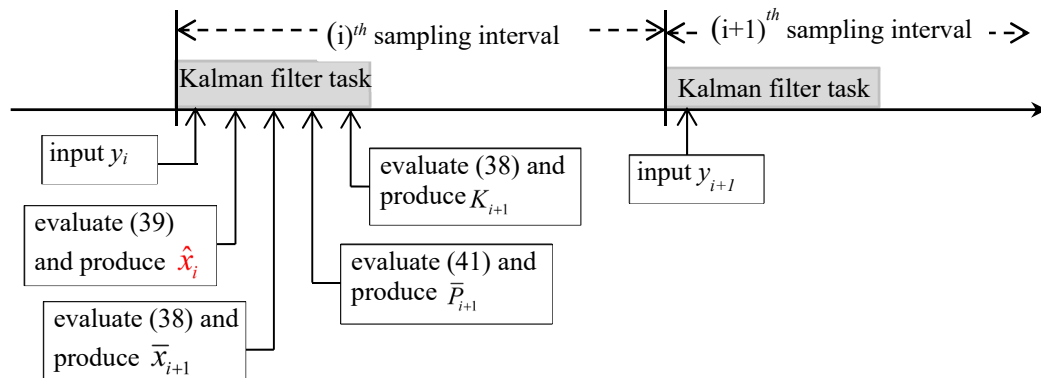 (i)th sampling interval
(i+1)th sampling interval
Kalman filter task
Kalman filter task
input yᵢ
evaluate (38) and
produce Kᵢ₊₁
input yᵢ₊₁
evaluate (39)
and produce x̂ᵢ
evaluate (41) and
produce P̅ᵢ₊₁
evaluate (38) and
produce x̅ᵢ₊₁